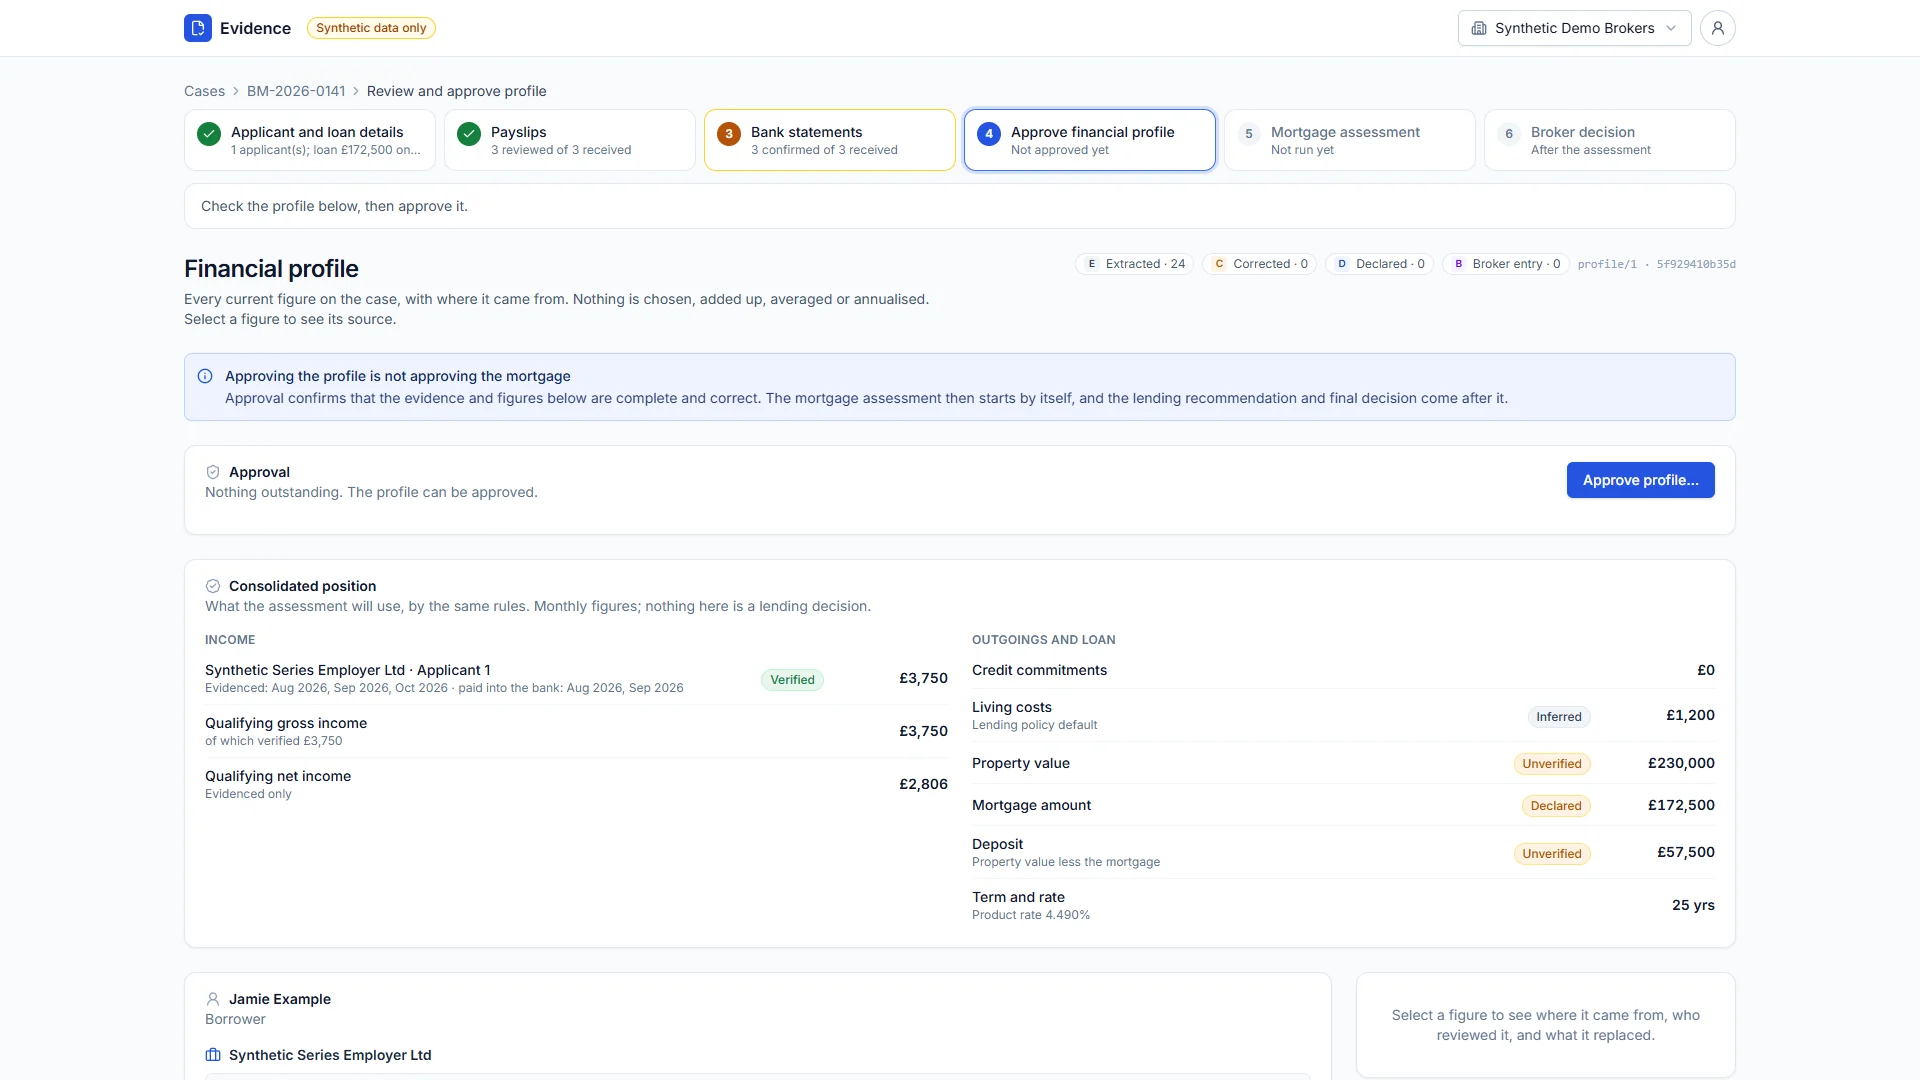 Evidence
Synthetic data only
Synthetic Demo Brokers
Cases > BM-2026-0141 > Review and approve profile
Applicant and loan details
1 applicant(s); loan £172,500 on...
Payslips
3 reviewed of 3 received
3
Bank statements
3 confirmed of 3 received
4
Approve financial profile
Not approved yet
5
Mortgage assessment
Not run yet
6
Broker decision
After the assessment
Check the profile below, then approve it.
Financial profile
E Extracted · 24
C Corrected · 0
D Declared · 0
B Broker entry · 0
profile/1 · 5f929410b35d
Every current figure on the case, with where it came from. Nothing is chosen, added up, averaged or annualised.
Select a figure to see its source.
Approving the profile is not approving the mortgage
Approval confirms that the evidence and figures below are complete and correct. The mortgage assessment then starts by itself, and the lending recommendation and final decision come after it.
Approval
Nothing outstanding. The profile can be approved.
Approve profile...
Consolidated position
What the assessment will use, by the same rules. Monthly figures; nothing here is a lending decision.
INCOME
Synthetic Series Employer Ltd · Applicant 1
Evidenced: Aug 2026, Sep 2026, Oct 2026 · paid into the bank: Aug 2026, Sep 2026
Verified
£3,750
Qualifying gross income
of which verified £3,750
£3,750
Qualifying net income
Evidenced only
£2,806
OUTGOINGS AND LOAN
Credit commitments
£0
Living costs
Lending policy default
Inferred
£1,200
Property value
Unverified
£230,000
Mortgage amount
Declared
£172,500
Deposit
Property value less the mortgage
Unverified
£57,500
Term and rate
Product rate 4.490%
25 yrs
Jamie Example
Borrower
Synthetic Series Employer Ltd
Select a figure to see where it came from, who
reviewed it, and what it replaced.